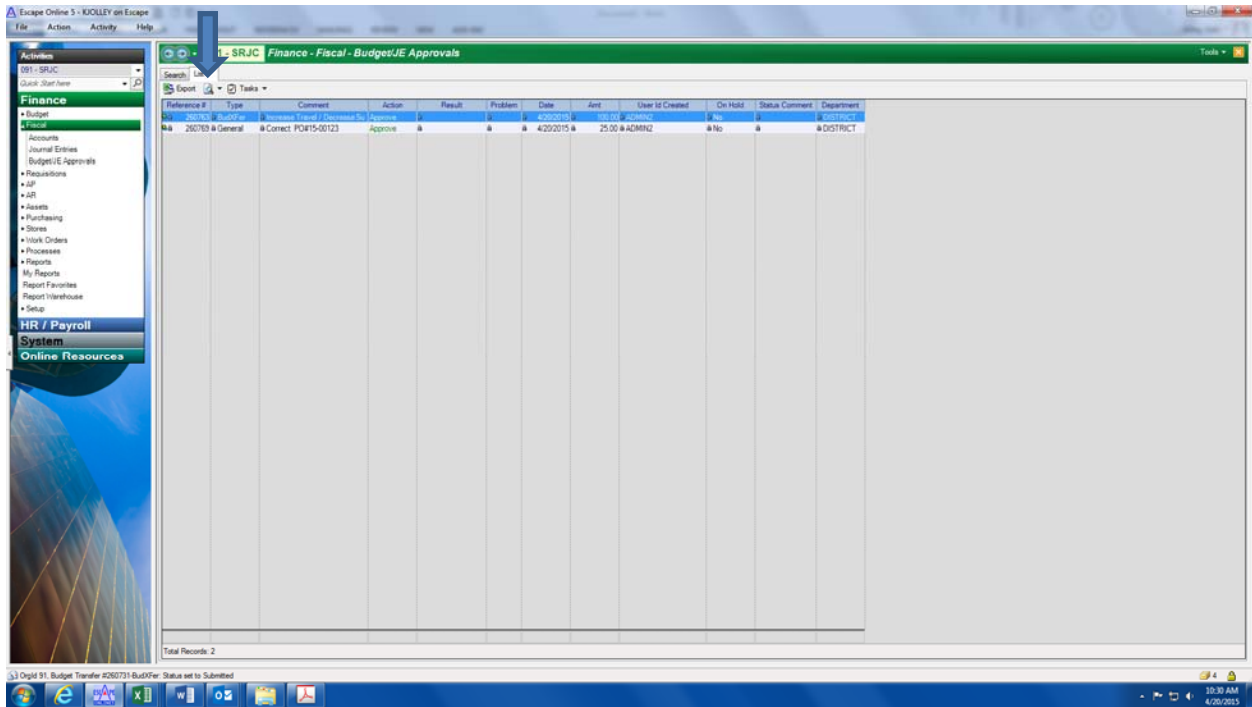 Escape Online 5 - KJOLLEY on Escape
File Action Activity Help
Activities
091 - SRJC
Quick Start here
Finance
Budget
Fiscal
Accounts
Journal Entries
Budget/JE Approvals
Requisitions
AP
AR
Assets
Purchasing
Stores
Work Orders
Processes
Reports
My Reports
Report Favorites
Report Warehouse
Setup
HR / Payroll
System
Online Resources
1 - SRJC Finance - Fiscal - Budget/JE Approvals Tools
Search
Export Tasks
Reference # Type Comment Action Result Problem Date Amt User Id Created On Hold Status Comment Department
260763 BudXFer Increase Travel / Decrease Su Approve 4/20/2015 100.00 ADMIN2 No DISTRICT
260769 General Correct PO#15-00123 Approve 4/20/2015 25.00 ADMIN2 No DISTRICT
Total Records: 2
OrgId 91, Budget Transfer #260731-BudXFer: Status set to Submitted 4
10:30 AM
4/20/2015